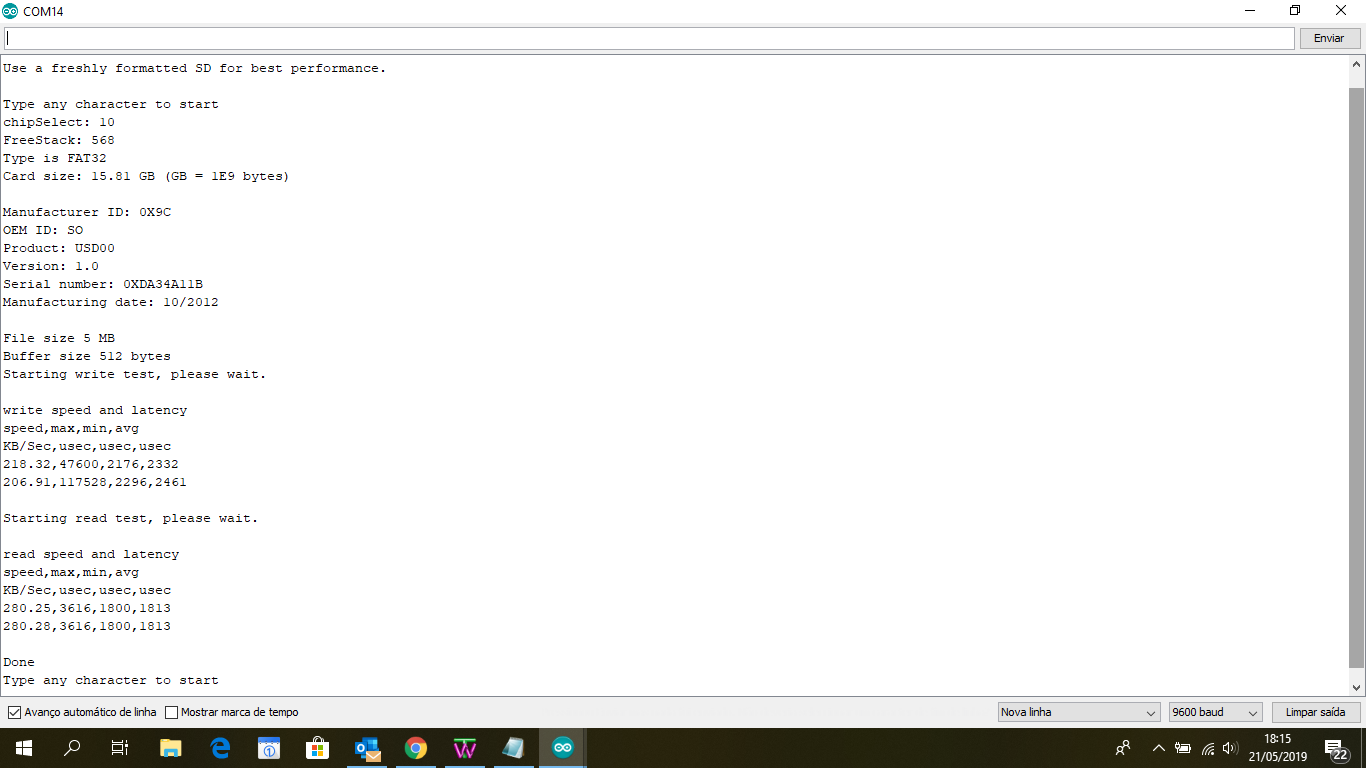 COM14
Enviar
Use a freshly formatted SD for best performance.
Type any character to start
chipSelect: 10
FreeStack: 568
Type is FAT32
Card size: 15.81 GB (GB = 1E9 bytes)
Manufacturer ID: 0X9C
OEM ID: SO
Product: USD00
Version: 1.0
Serial number: 0XDA34A11B
Manufacturing date: 10/2012
File size 5 MB
Buffer size 512 bytes
Starting write test, please wait.
write speed and latency
speed,max,min,avg
KB/Sec,usec,usec,usec
218.32,47600,2176,2332
206.91,117528,2296,2461
Starting read test, please wait.
read speed and latency
speed,max,min,avg
KB/Sec,usec,usec,usec
280.25,3616,1800,1813
280.28,3616,1800,1813
Done
Type any character to start
Avanço automático de linha Mostrar marca de tempo Nova linha 9600 baud Limpar saída
18:15
21/05/2019
22